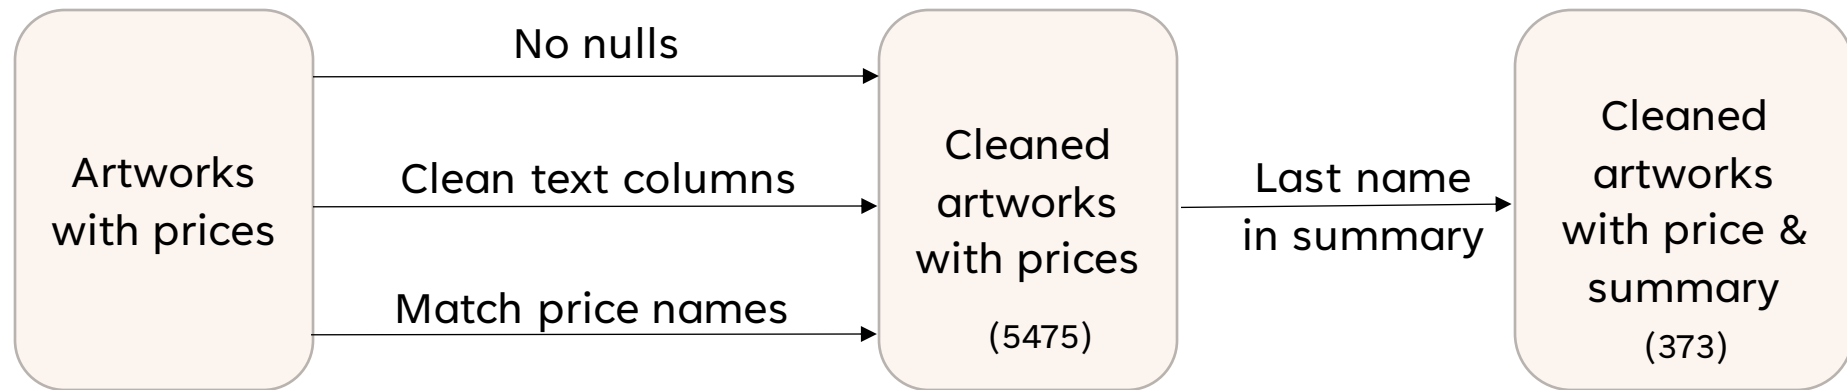 Artworks
with prices
No nulls
Clean text columns
Match price names
Cleaned
artworks
with prices
(5475)
Last name
in summary
Cleaned
artworks
with price &
summary
(373)